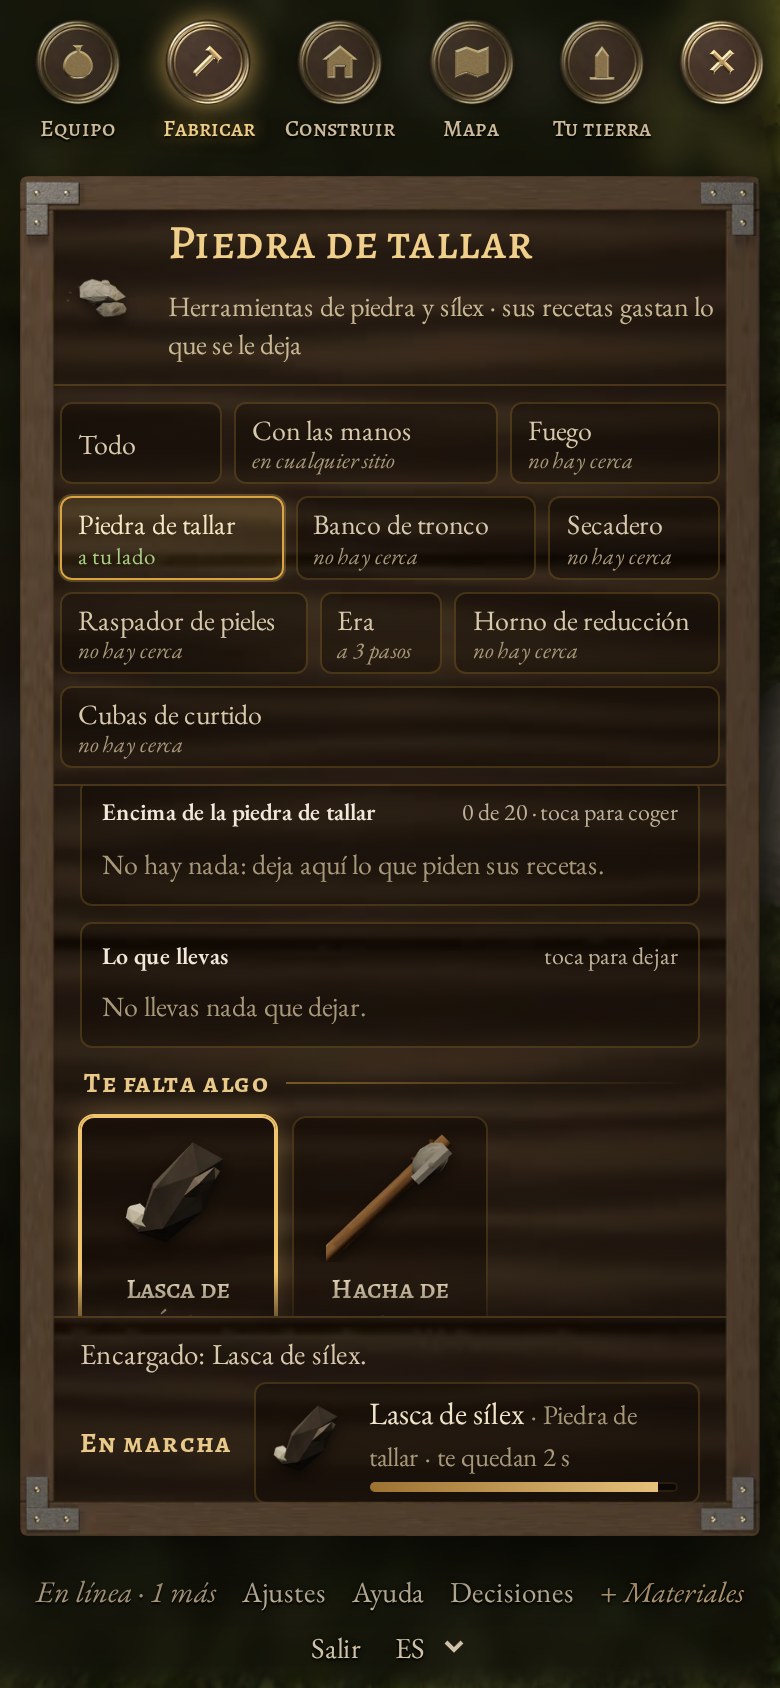 Equipo
Fabricar
Construir
Mapa
Tu tierra
Piedra de tallar
Herramientas de piedra y sílex · sus recetas gastan lo
que se le deja
Todo
Con las manos
en cualquier sitio
Fuego
no hay cerca
Piedra de tallar
a tu lado
Banco de tronco
no hay cerca
Secadero
no hay cerca
Raspador de pieles
no hay cerca
Era
a 3 pasos
Horno de reducción
no hay cerca
Cubas de curtido
no hay cerca
Encima de la piedra de tallar
0 de 20 · toca para coger
No hay nada: deja aquí lo que piden sus recetas.
Lo que llevas
toca para dejar
No llevas nada que dejar.
Te falta algo
Lasca de
Hacha de
Encargado: Lasca de sílex.
En marcha
Lasca de sílex · Piedra de
tallar · te quedan 2 s
En línea · 1 más Ajustes Ayuda Decisiones + Materiales
Salir ES